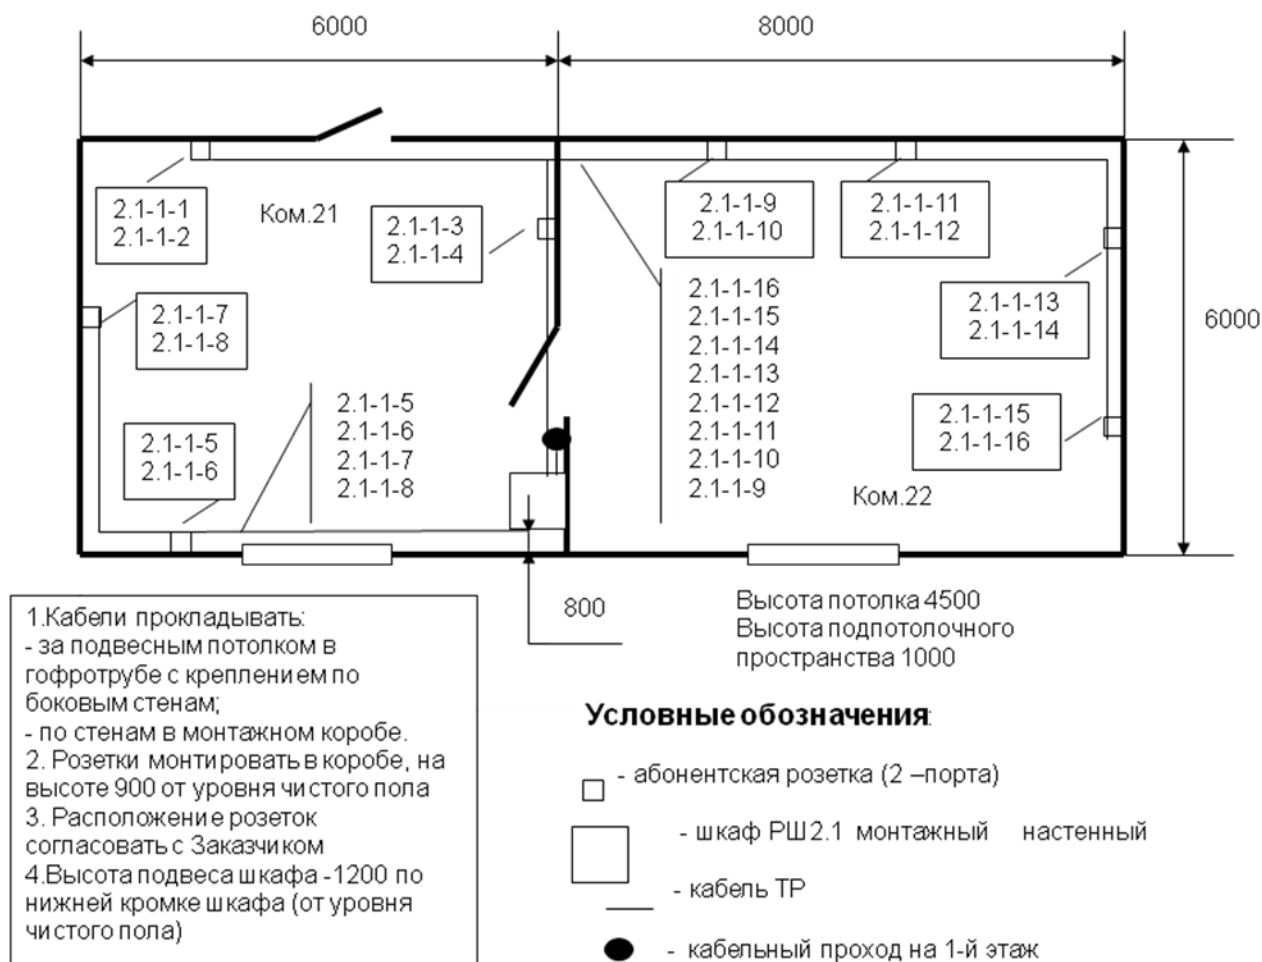 6000
8000
2.1-1-1
2.1-1-2
Ком.21
2.1-1-3
2.1-1-4
2.1-1-9
2.1-1-10
2.1-1-11
2.1-1-12
2.1-1-7
2.1-1-8
2.1-1-16
2.1-1-15
2.1-1-14
2.1-1-13
2.1-1-12
2.1-1-11
2.1-1-10
2.1-1-9
2.1-1-13
2.1-1-14
6000
2.1-1-5
2.1-1-6
2.1-1-5
2.1-1-6
2.1-1-7
2.1-1-8
2.1-1-15
2.1-1-16
Ком.22
800
Высота потолка 4500
Высота подпотолочного
пространства 1000
1.Кабели прокладывать:
- за подвесным потолком в
гофротрубе с креплением по
боковым стенам;
- по стенам в монтажном коробе.
2. Розетки монтировать в коробе, на
высоте 900 от уровня чистого пола
3. Расположение розеток
согласовать с Заказчиком
4.Высота подвеса шкафа -1200 по
нижней кромке шкафа (от уровня
чистого пола)
Условные обозначения:
- абонентская розетка (2 –порта)
- шкаф РШ2.1 монтажный настенный
- кабель ТР
- кабельный проход на 1-й этаж